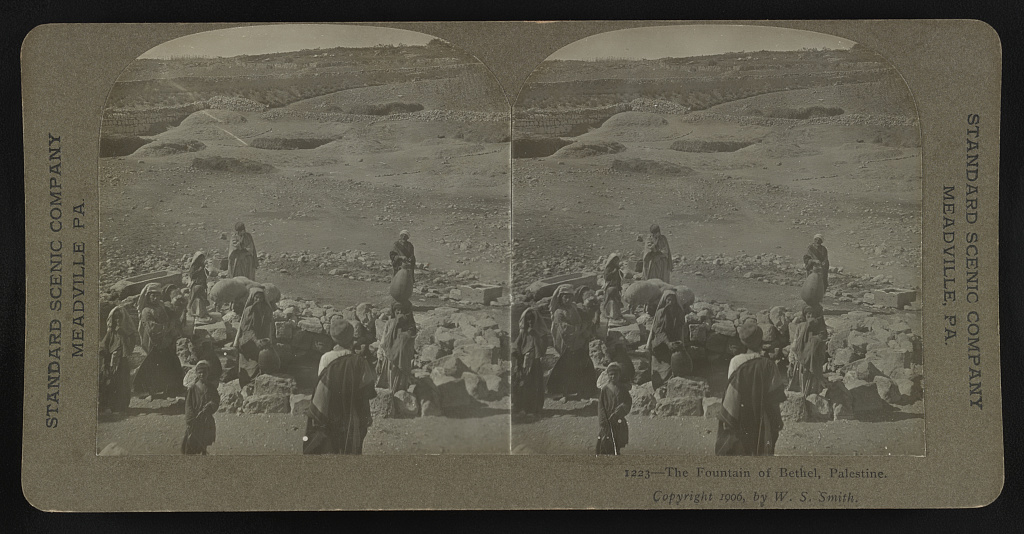 STANDARD SCENIC COMPANY
MEADVILLE PA.
STANDARD SCENIC COMPANY
MEADVILLE, PA.
1223—The Fountain of Bethel, Palestine.
Copyright 1906, by W. S. Smith.